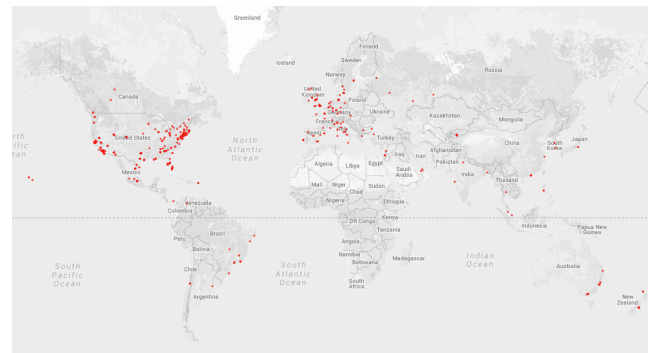 Greenland
Finland
Iceland
Sweden
Norway
Russia
Canada
United
Kingdom
Poland
Germany
Ukraine
France
Kazakhstan
Mongolia
North
Pacific
Ocean
United States
North
Atlantic
Ocean
Spain
Italy
Turkey
China
South
Korea
Japan
Afghanistan
Iraq
Iran
Pakistan
Algeria
Libya
Egypt
Saudi
Arabia
India
Mexico
Mali
Niger
Sudan
Chad
Thailand
Nigeria
Ethiopia
Venezuela
Colombia
DR Congo
Kenya
Tanzania
Indonesia
Papua New
Guinea
Peru
Brazil
Bolivia
Angola
Namibia
Botswana
Madagascar
South
Pacific
Ocean
Chile
South
Atlantic
Ocean
South
Africa
Indian
Ocean
Australia
Argentina
New
Zealand